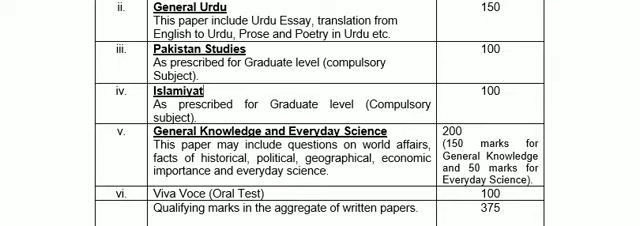 ii. General Urdu 150
This paper include Urdu Essay, translation from
English to Urdu, Prose and Poetry in Urdu etc.
iii. Pakistan Studies 100
As prescribed for Graduate level (compulsory
Subject).
iv. Islamiyat 100
As prescribed for Graduate level (Compulsory
subject).
v. General Knowledge and Everyday Science 200
This paper may include questions on world affairs, (150 marks for
facts of historical, political, geographical, economic General Knowledge
importance and everyday science. and 50 marks for
Everyday Science).
vi. Viva Voce (Oral Test) 100
Qualifying marks in the aggregate of written papers. 375